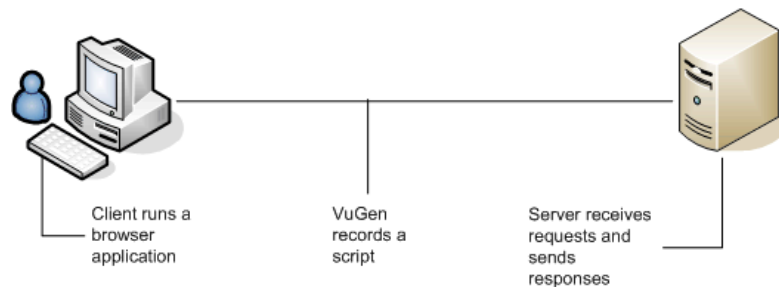 Client runs a
browser
application
VuGen
records a
script
Server receives
requests and
sends
responses